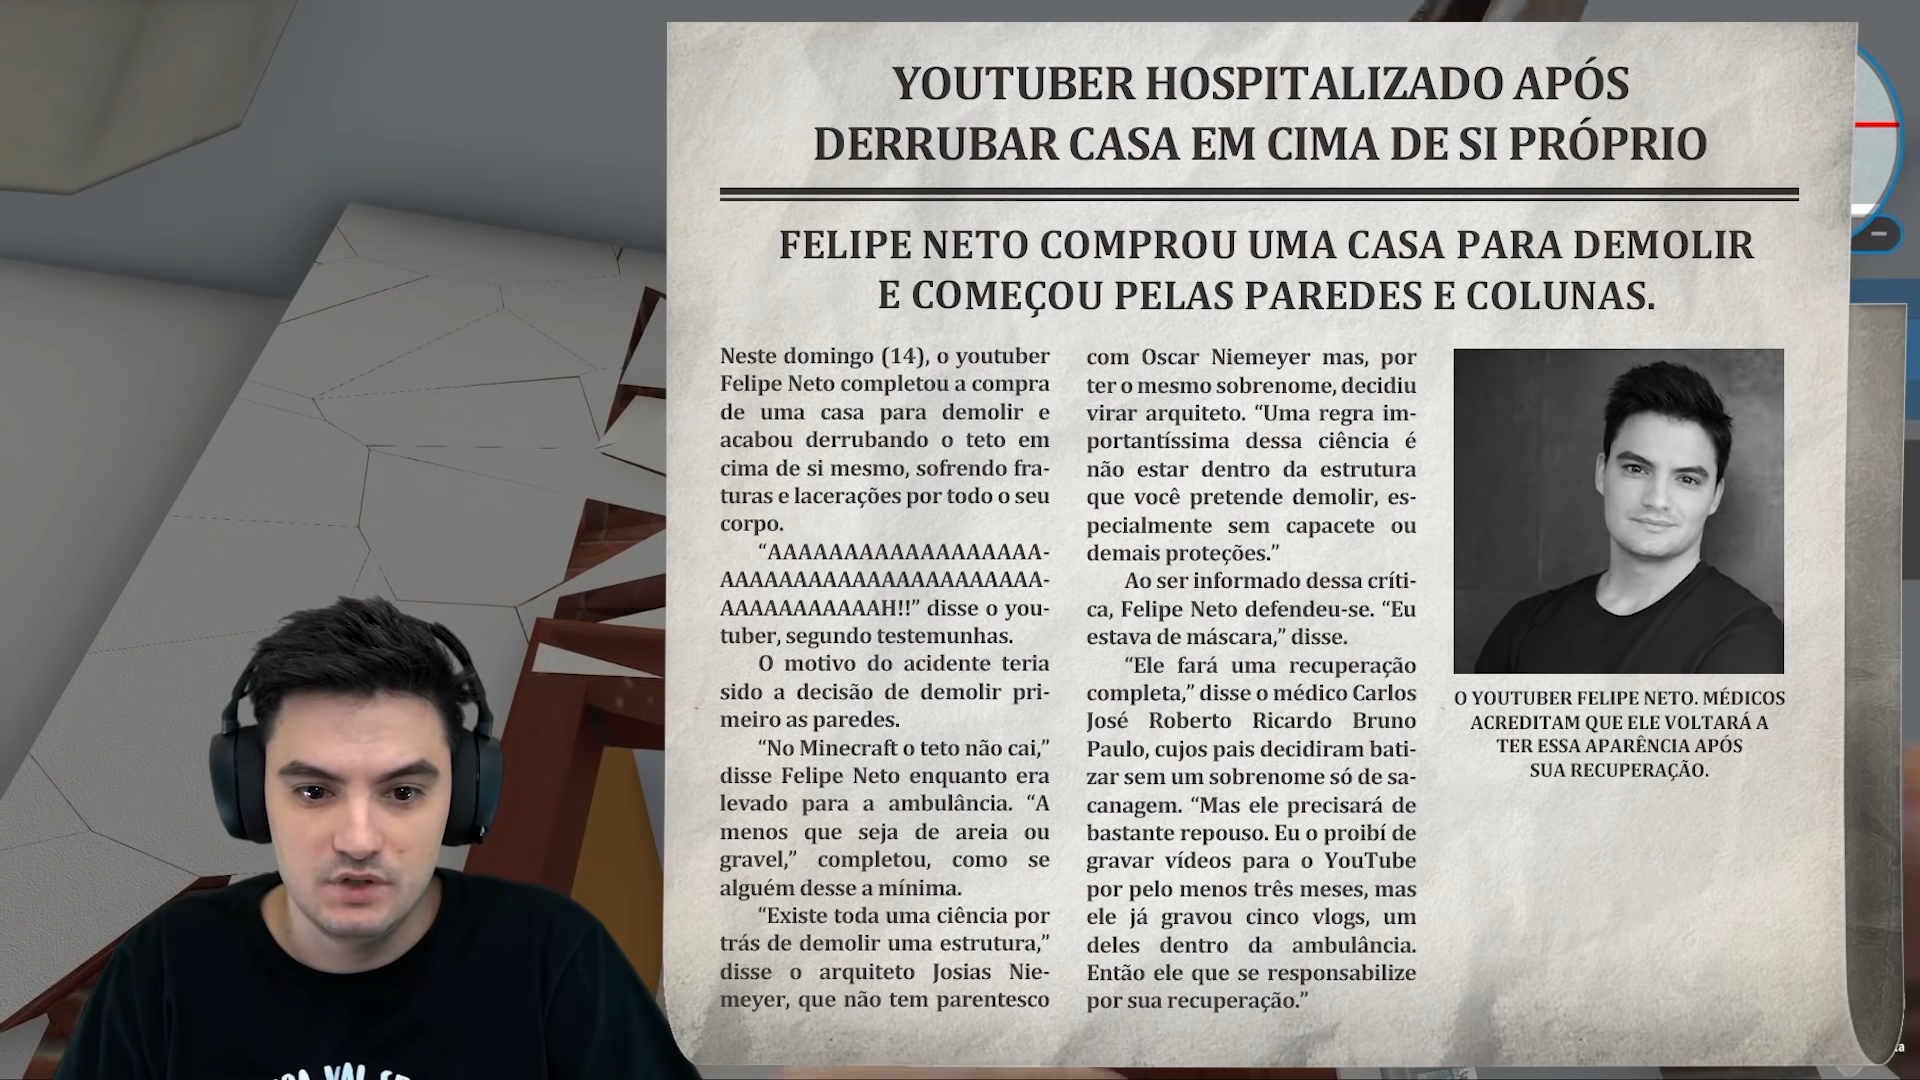 YOUTUBER HOSPITALIZADO APÓS
DERRUBAR CASA EM CIMA DE SI PRÓPRIO
FELIPE NETO COMPROU UMA CASA PARA DEMOLIR
E COMEÇOU PELAS PAREDES E COLUNAS.
Neste domingo (14), o youtuber
Felipe Neto completou a compra
de uma casa para demolir e
acabou derrubando o teto em
cima de si mesmo, sofrendo fra-
turas e lacerações por todo o seu
corpo.
“AAAAAAAAAAAAAAAAAA-
AAAAAAAAAAAAAAAAAAAAA-
AAAAAAAAAAAH!!” disse o you-
tuber, segundo testemunhas.
O motivo do acidente teria
sido a decisão de demolir pri-
meiro as paredes.
“No Minecraft o teto não cai,”
disse Felipe Neto enquanto era
levado para a ambulância. “A
menos que seja de areia ou
gravel,” completou, como se
alguém desse a mínima.
“Existe toda uma ciência por
trás de demolir uma estrutura,”
disse o arquiteto Josias Nie-
meyer, que não tem parentesco
com Oscar Niemeyer mas, por
ter o mesmo sobrenome, decidiu
virar arquiteto. “Uma regra im-
portantíssima dessa ciência é
não estar dentro da estrutura
que você pretende demolir, es-
pecialmente sem capacete ou
demais proteções.”
Ao ser informado dessa críti-
ca, Felipe Neto defendeu-se. “Eu
estava de máscara,” disse.
“Ele fará uma recuperação
completa,” disse o médico Carlos
José Roberto Ricardo Bruno
Paulo, cujos pais decidiram bati-
zar sem um sobrenome só de sa-
canagem. “Mas ele precisará de
bastante repouso. Eu o proibí de
gravar vídeos para o YouTube
por pelo menos três meses, mas
ele já gravou cinco vlogs, um
deles dentro da ambulância.
Então ele que se responsabilize
por sua recuperação.”
O YOUTUBER FELIPE NETO. MÉDICOS
ACREDITAM QUE ELE VOLTARÁ A
TER ESSA APARÊNCIA APÓS
SUA RECUPERAÇÃO.